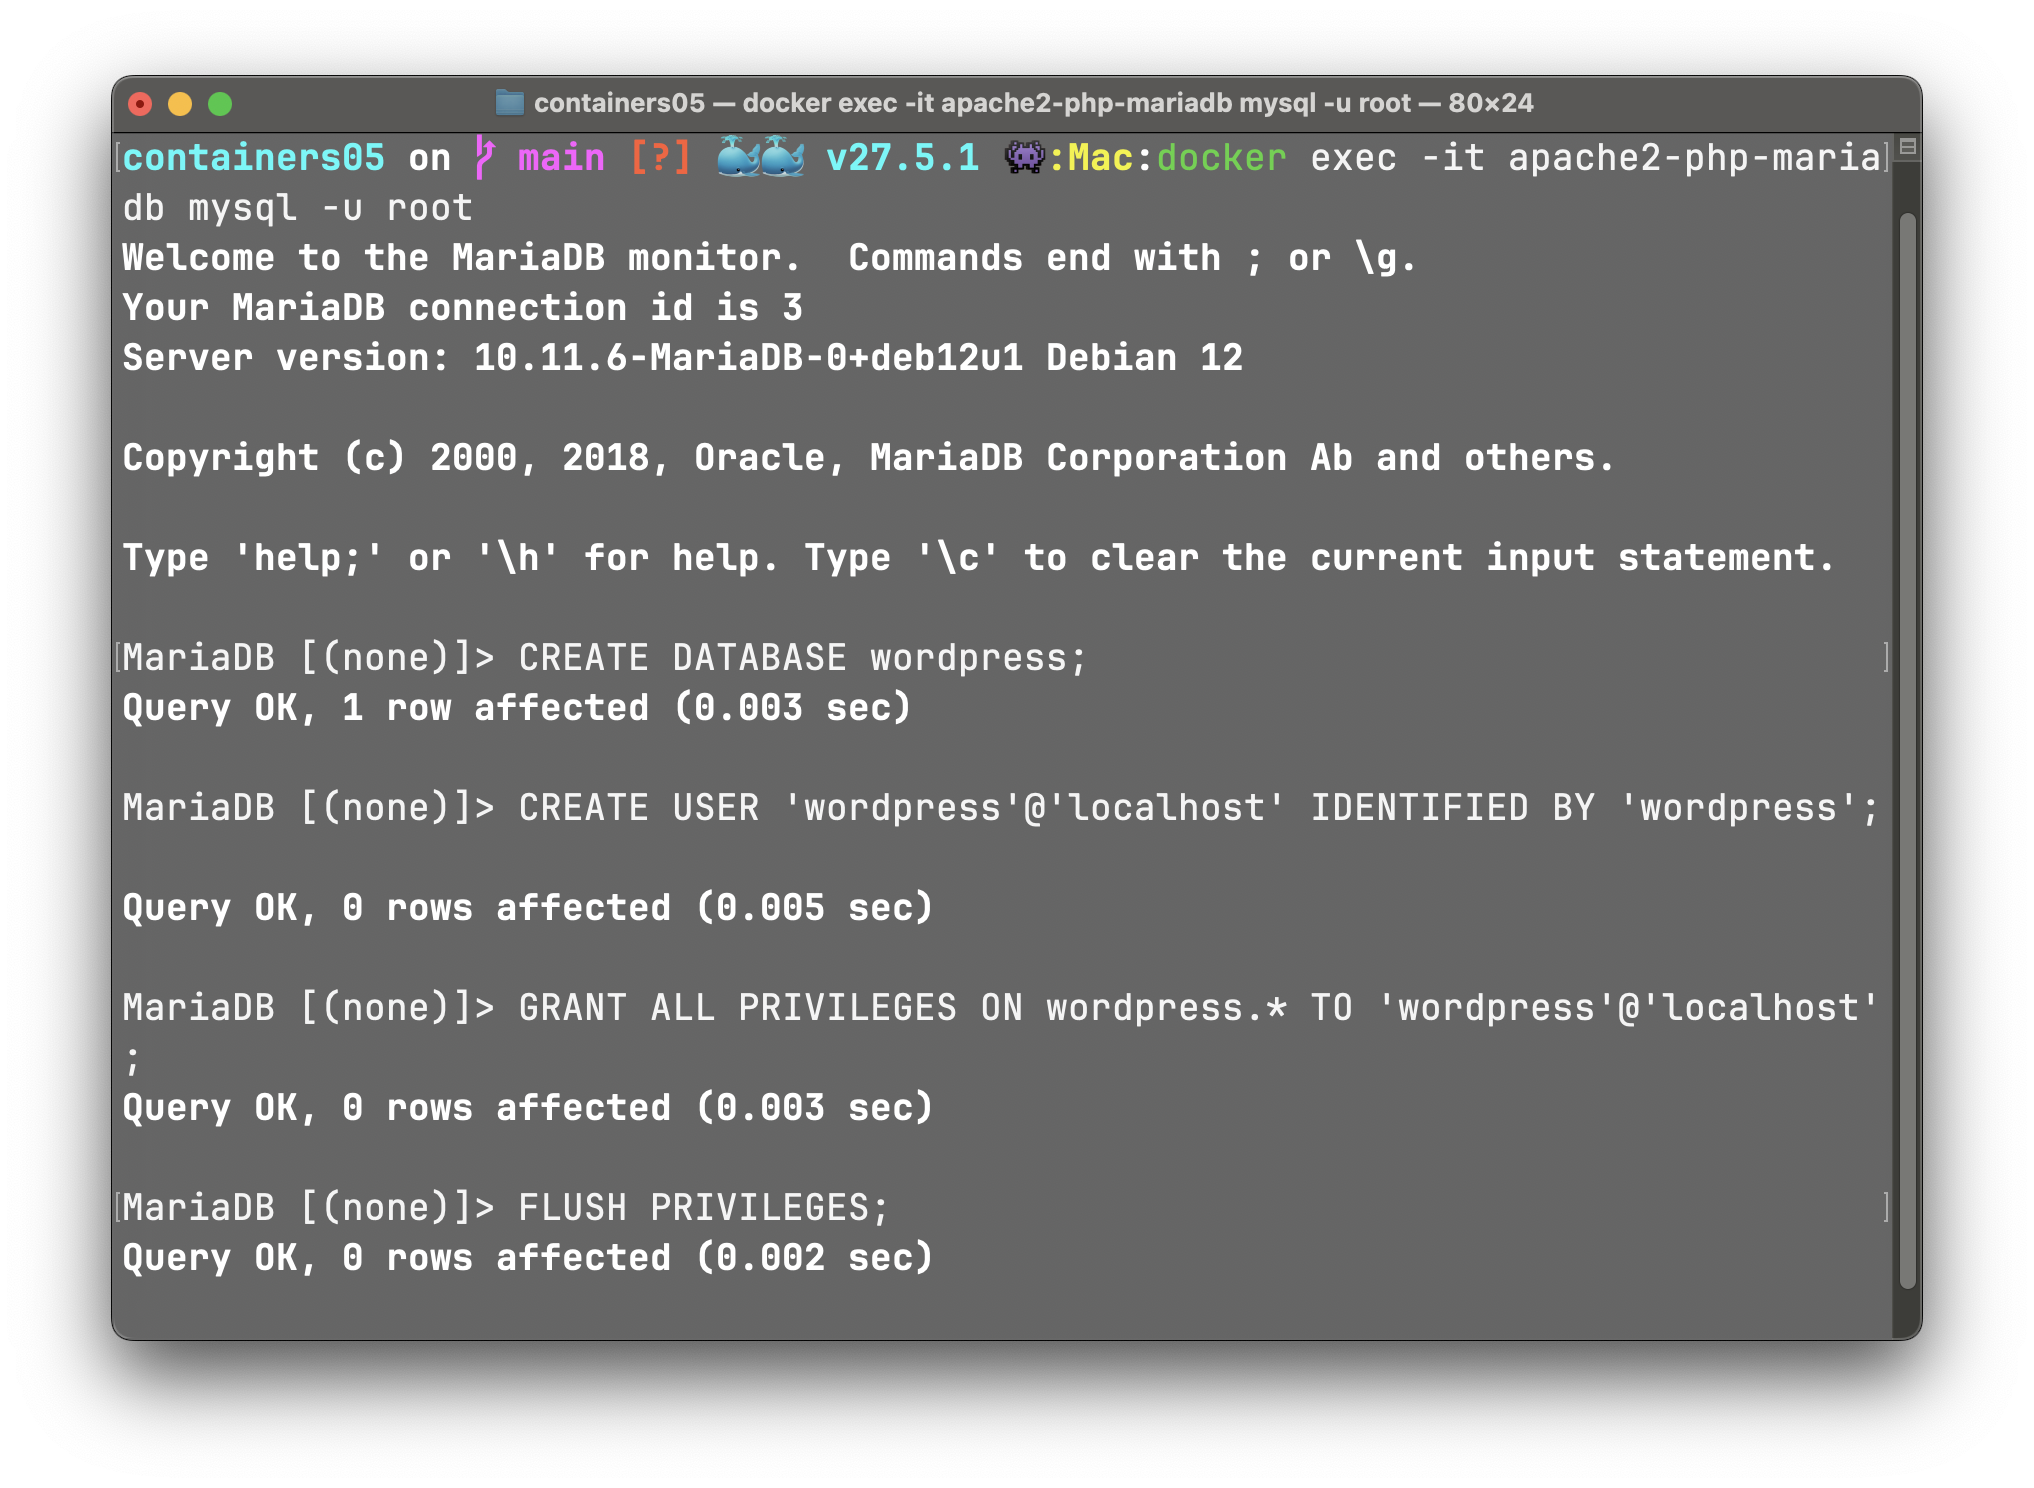 containers05 — docker exec -it apache2-php-mariadb mysql -u root — 80×24
containers05 on main [?] 🐳🐳 v27.5.1 👾:Mac:docker exec -it apache2-php-maria
db mysql -u root
Welcome to the MariaDB monitor.  Commands end with ; or \g.
Your MariaDB connection id is 3
Server version: 10.11.6-MariaDB-0+deb12u1 Debian 12
Copyright (c) 2000, 2018, Oracle, MariaDB Corporation Ab and others.
Type 'help;' or '\h' for help. Type '\c' to clear the current input statement.
MariaDB [(none)]> CREATE DATABASE wordpress;
Query OK, 1 row affected (0.003 sec)
MariaDB [(none)]> CREATE USER 'wordpress'@'localhost' IDENTIFIED BY 'wordpress';
Query OK, 0 rows affected (0.005 sec)
MariaDB [(none)]> GRANT ALL PRIVILEGES ON wordpress.* TO 'wordpress'@'localhost'
;
Query OK, 0 rows affected (0.003 sec)
MariaDB [(none)]> FLUSH PRIVILEGES;
Query OK, 0 rows affected (0.002 sec)